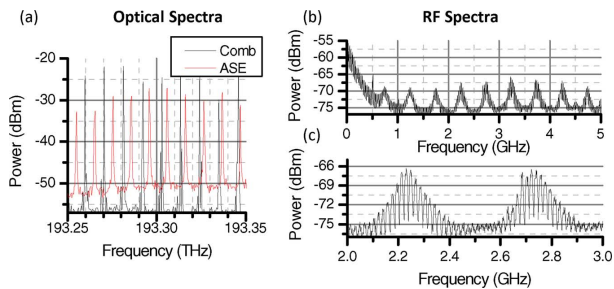 (a) Optical Spectra
Comb
ASE
-20
-30
-40
-50
Power (dBm)
193.25 193.30 193.35
Frequency (THz)
RF Spectra
(b)
-55
-60
-65
-70
-75
Power (dBm)
0 1 2 3 4 5
Frequency (GHz)
(c)
-66
-69
-72
-75
Power (dBm)
2.0 2.2 2.4 2.6 2.8 3.0
Frequency (GHz)